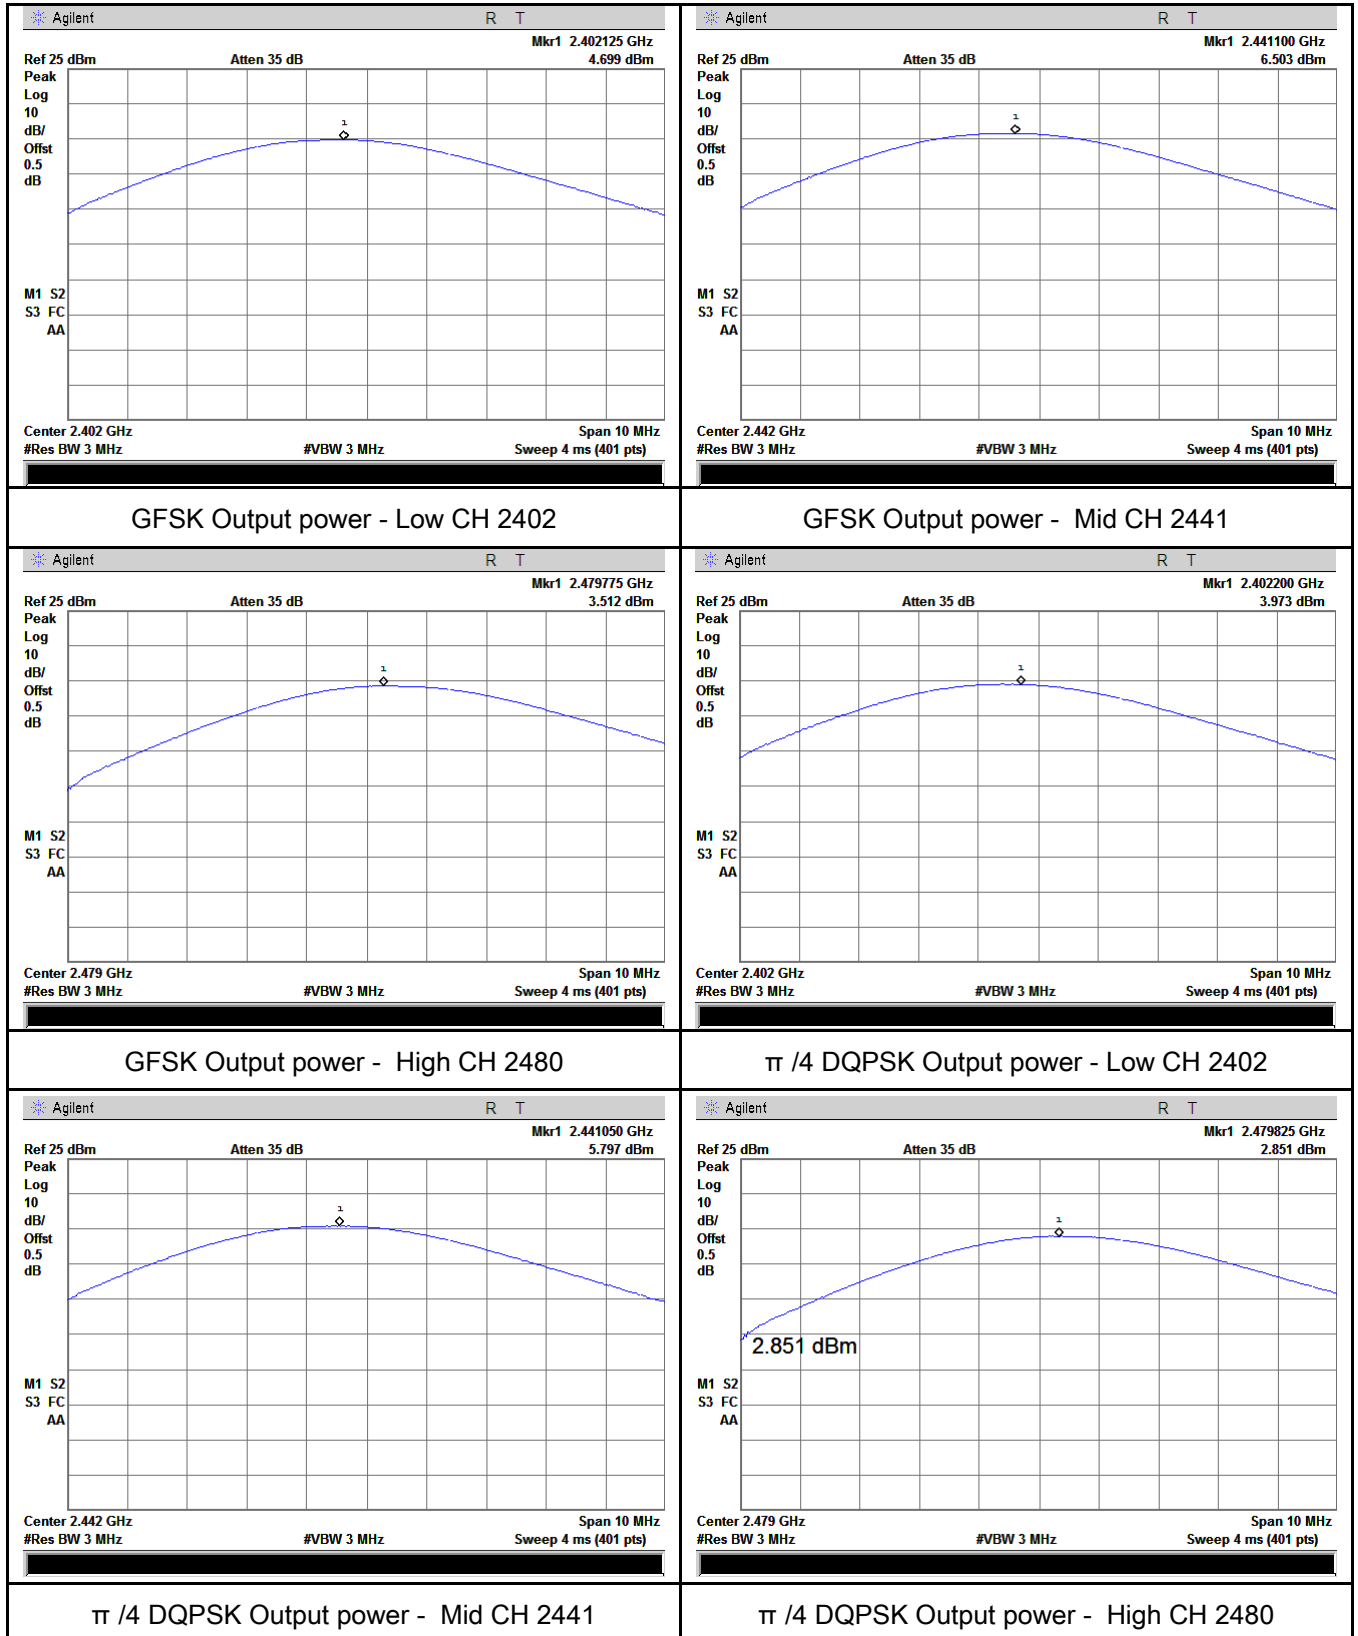 Agilent R T
Mkr1 2.402125 GHz
Ref 25 dBm Atten 35 dB 4.699 dBm
Peak
Log
10
dB/
Offst
0.5
dB
1
M1 S2
S3 FC
AA
Center 2.402 GHz Span 10 MHz
#Res BW 3 MHz #VBW 3 MHz Sweep 4 ms (401 pts)
GFSK Output power - Low CH 2402
Agilent R T
Mkr1 2.441100 GHz
Ref 25 dBm Atten 35 dB 6.503 dBm
Peak
Log
10
dB/
Offst
0.5
dB
1
M1 S2
S3 FC
AA
Center 2.442 GHz Span 10 MHz
#Res BW 3 MHz #VBW 3 MHz Sweep 4 ms (401 pts)
GFSK Output power - Mid CH 2441
Agilent R T
Mkr1 2.479775 GHz
Ref 25 dBm Atten 35 dB 3.512 dBm
Peak
Log
10
dB/
Offst
0.5
dB
1
M1 S2
S3 FC
AA
Center 2.479 GHz Span 10 MHz
#Res BW 3 MHz #VBW 3 MHz Sweep 4 ms (401 pts)
GFSK Output power - High CH 2480
Agilent R T
Mkr1 2.402200 GHz
Ref 25 dBm Atten 35 dB 3.973 dBm
Peak
Log
10
dB/
Offst
0.5
dB
1
M1 S2
S3 FC
AA
Center 2.402 GHz Span 10 MHz
#Res BW 3 MHz #VBW 3 MHz Sweep 4 ms (401 pts)
π /4 DQPSK Output power - Low CH 2402
Agilent R T
Mkr1 2.441050 GHz
Ref 25 dBm Atten 35 dB 5.797 dBm
Peak
Log
10
dB/
Offst
0.5
dB
1
M1 S2
S3 FC
AA
Center 2.442 GHz Span 10 MHz
#Res BW 3 MHz #VBW 3 MHz Sweep 4 ms (401 pts)
π /4 DQPSK Output power - Mid CH 2441
Agilent R T
Mkr1 2.479825 GHz
Ref 25 dBm Atten 35 dB 2.851 dBm
Peak
Log
10
dB/
Offst
0.5
dB
1
2.851 dBm
M1 S2
S3 FC
AA
Center 2.479 GHz Span 10 MHz
#Res BW 3 MHz #VBW 3 MHz Sweep 4 ms (401 pts)
π /4 DQPSK Output power - High CH 2480